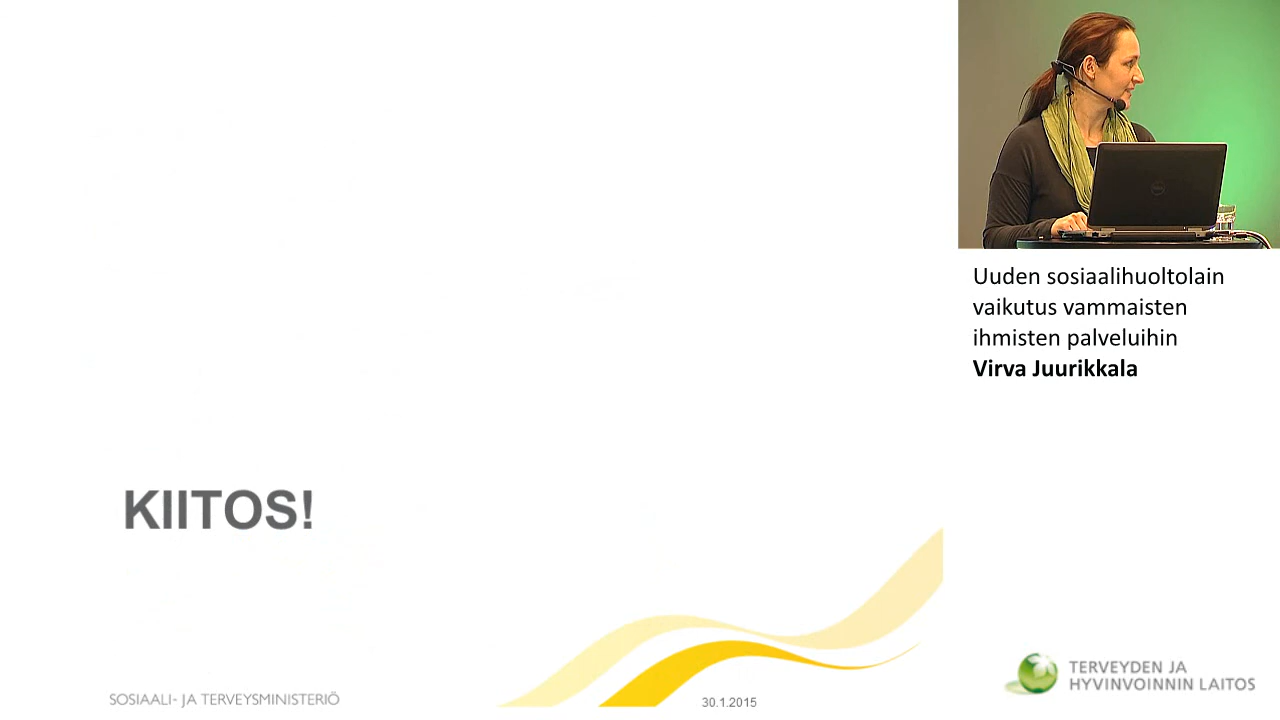 Uuden sosiaalihuoltolain
vaikutus vammaisten
ihmisten palveluihin
Virva Juurikkala
KIITOS!
SOSIAALI- JA TERVEYSMINISTERIÖ
30.1.2015
TERVEYDEN JA
HYVINVOINNIN LAITOS